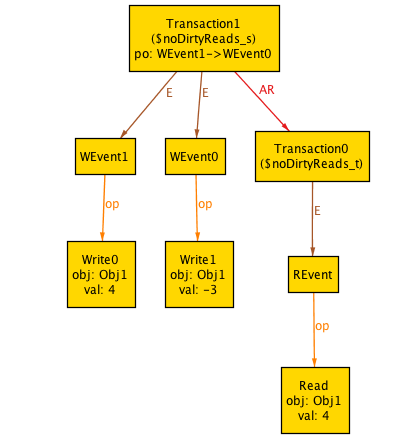 Transaction1
($noDirtyReads_s)
po: WEvent1->WEvent0
E
E
AR
WEvent1
WEvent0
Transaction0
($noDirtyReads_t)
op
op
E
Write0
obj: Obj1
val: 4
Write1
obj: Obj1
val: -3
REvent
op
Read
obj: Obj1
val: 4